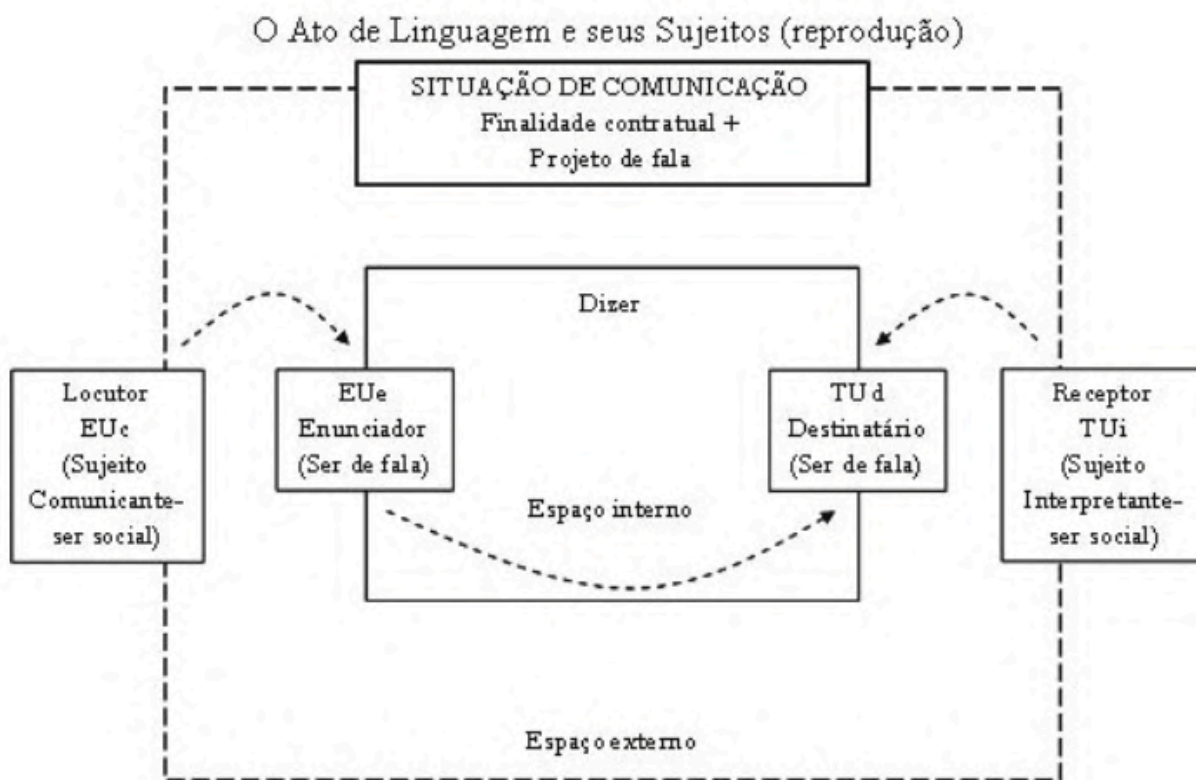 O Ato de Linguagem e seus Sujeitos (reprodução)
SITUAÇÃO DE COMUNICAÇÃO
Finalidade contratual +
Projeto de fala
Dizer
Locutor
EUc
(Sujeito
Comunicante-
ser social)
EUe
Enunciador
(Ser de fala)
TUd
Destinatário
(Ser de fala)
Receptor
TUi
(Sujeito
Interpretante-
ser social)
Espaço interno
Espaço externo